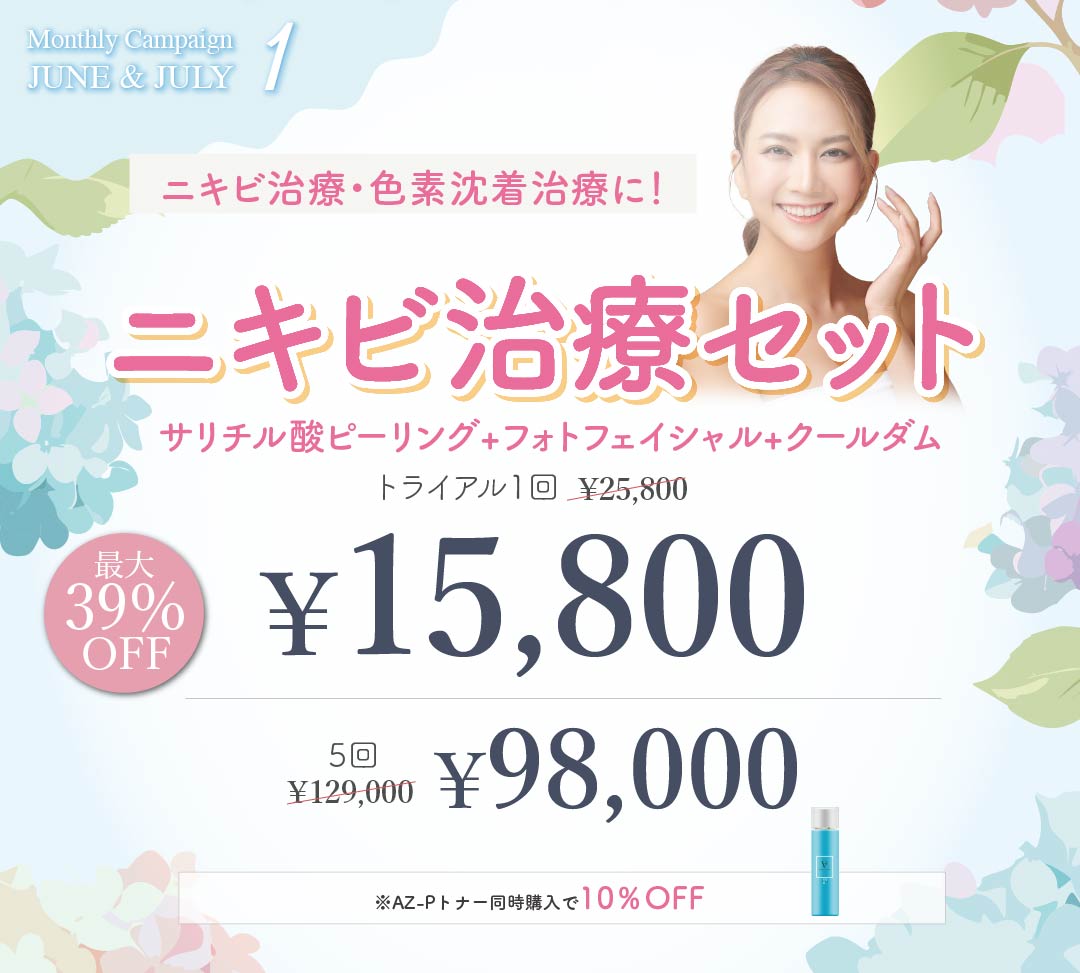 Monthly Campaign
JUNE & JULY
1
ニキビ治療・色素沈着治療に!
ニキビ治療セット
サリチル酸ピーリング+フォトフェイシャル+クールダム
トライアル1回 ¥25,800
¥15,800
最大
39%
OFF
5回
¥129,000
¥98,000
※AZ-Pトナー同時購入で10%OFF